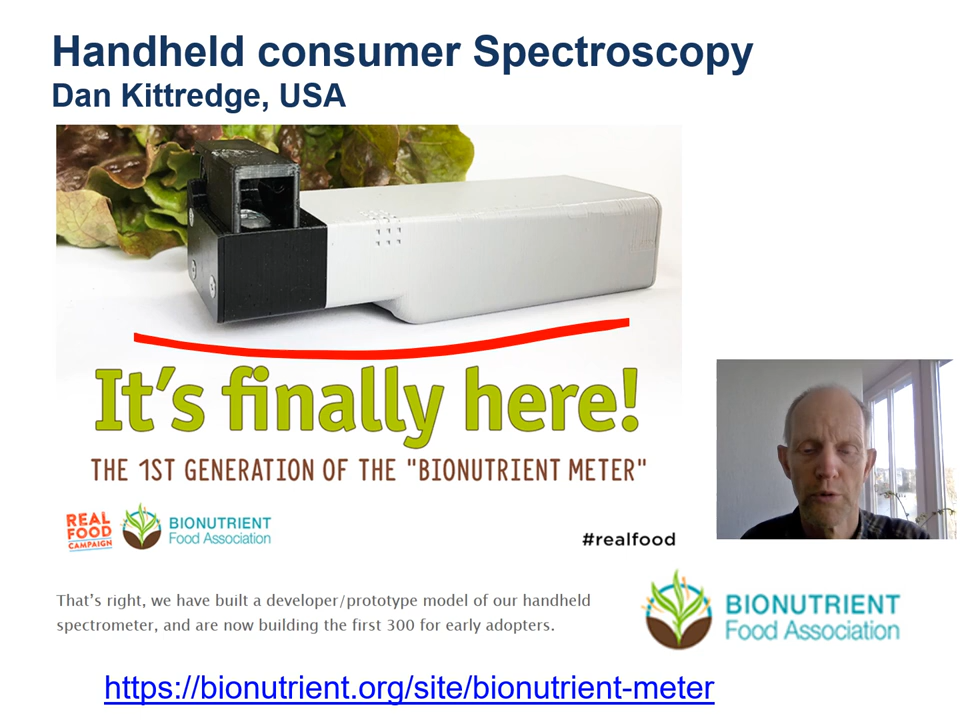 Handheld consumer Spectroscopy
Dan Kittredge, USA
It's finally here!
THE 1ST GENERATION OF THE "BIONUTRIENT METER"
REAL
FOOD
CAMPAIGN
BIONUTRIENT
Food Association
#realfood
That's right, we have built a developer/prototype model of our handheld
spectrometer, and are now building the first 300 for early adopters.
BIONUTRIENT
Food Association
https://bionutrient.org/site/bionutrient-meter